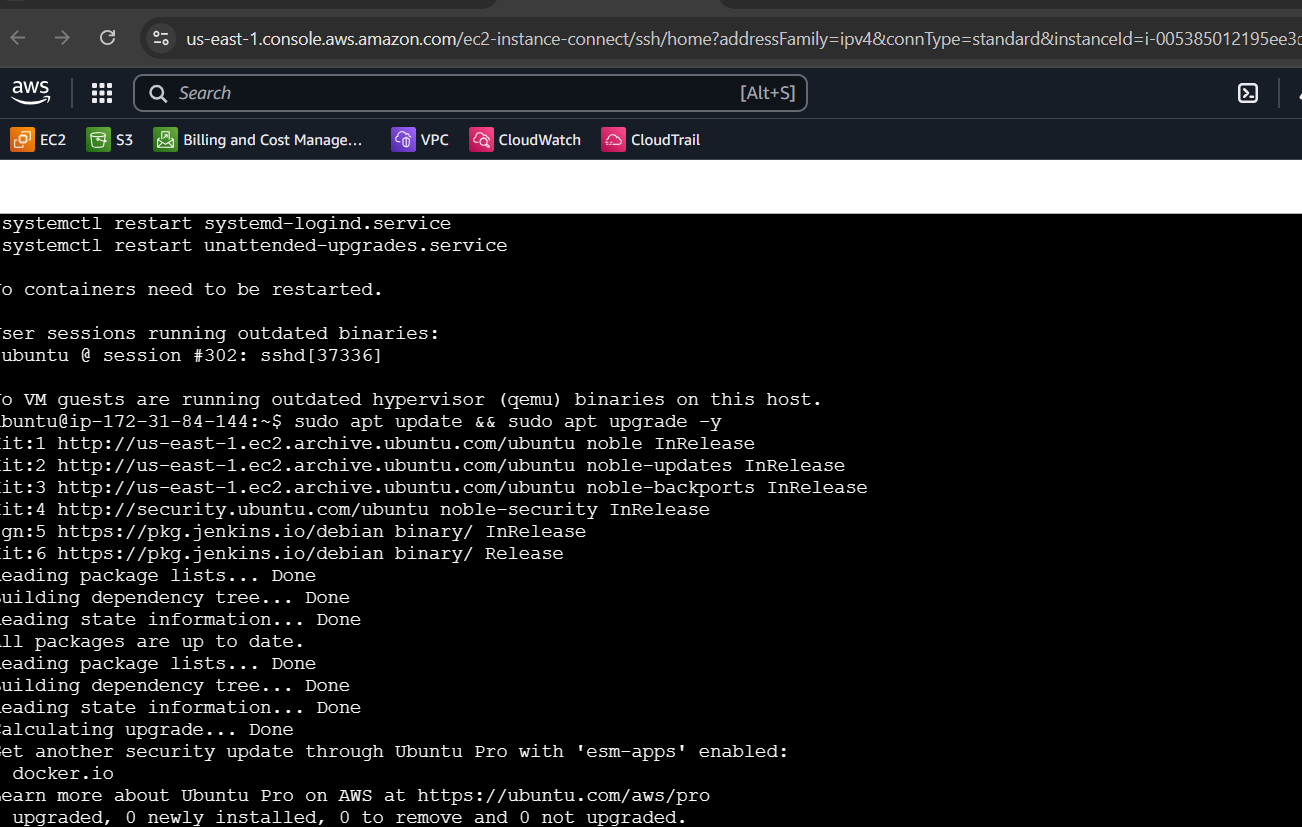 us-east-1.console.aws.amazon.com/ec2-instance-connect/ssh/home?addressFamily=ipv4&connType=standard&instanceId=i-005385012195ee3
aws Search [Alt+S]
EC2 S3 Billing and Cost Manage... VPC CloudWatch CloudTrail
systemctl restart systemd-logind.service
systemctl restart unattended-upgrades.service
o containers need to be restarted.
ser sessions running outdated binaries:
ubuntu @ session #302: sshd[37336]
o VM guests are running outdated hypervisor (qemu) binaries on this host.
ubuntu@ip-172-31-84-144:~$ sudo apt update && sudo apt upgrade -y
it:1 http://us-east-1.ec2.archive.ubuntu.com/ubuntu noble InRelease
it:2 http://us-east-1.ec2.archive.ubuntu.com/ubuntu noble-updates InRelease
it:3 http://us-east-1.ec2.archive.ubuntu.com/ubuntu noble-backports InRelease
it:4 http://security.ubuntu.com/ubuntu noble-security InRelease
gn:5 https://pkg.jenkins.io/debian binary/ InRelease
it:6 https://pkg.jenkins.io/debian binary/ Release
eading package lists... Done
uilding dependency tree... Done
eading state information... Done
ll packages are up to date.
eading package lists... Done
uilding dependency tree... Done
eading state information... Done
alculating upgrade... Done
et another security update through Ubuntu Pro with 'esm-apps' enabled:
docker.io
earn more about Ubuntu Pro on AWS at https://ubuntu.com/aws/pro
upgraded, 0 newly installed, 0 to remove and 0 not upgraded.